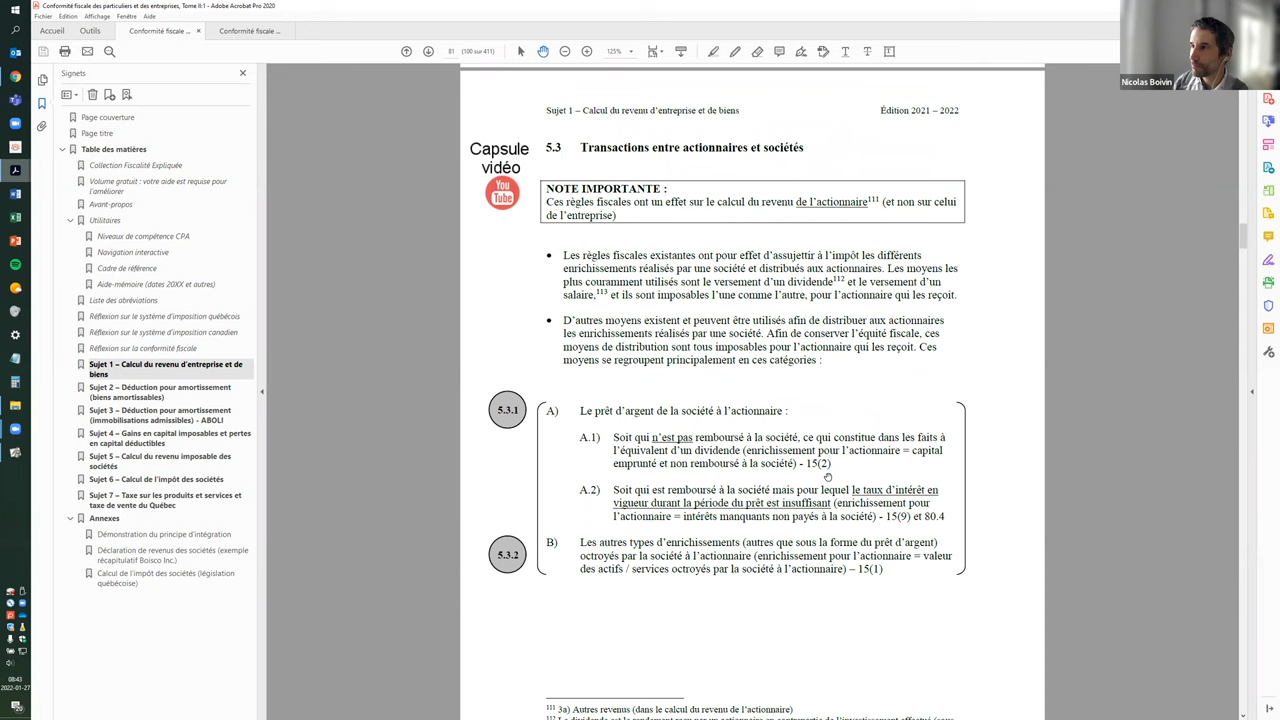 Conformité fiscale des particuliers et des entreprises, Tome II:1 - Adobe Acrobat Pro 2020
Fichier Edition Affichage Fenêtre Aide
Accueil Outils Conformité fiscale ... × Conformité fiscale ...
81 (100 sur 411) 125%
Nicolas Boivin
Signets
Page couverture
Page titre
Table des matières
Collection Fiscalité Expliquée
Volume gratuit : votre aide est requise pour
l'améliorer
Avant-propos
Utilitaires
Niveaux de compétence CPA
Navigation interactive
Cadre de référence
Aide-mémoire (dates 20XX et autres)
Liste des abréviations
Réflexion sur le système d'imposition québécois
Réflexion sur le système d'imposition canadien
Réflexion sur la conformité fiscale
Sujet 1 – Calcul du revenu d'entreprise et de
biens
Sujet 2 – Déduction pour amortissement
(biens amortissables)
Sujet 3 – Déduction pour amortissement
(immobilisations admissibles) - ABOLI
Sujet 4 – Gains en capital imposables et pertes
en capital déductibles
Sujet 5 – Calcul du revenu imposable des
sociétés
Sujet 6 – Calcul de l'impôt des sociétés
Sujet 7 – Taxe sur les produits et services et
taxe de vente du Québec
Annexes
Démonstration du principe d'intégration
Déclaration de revenus des sociétés (exemple
récapitulatif Boisco Inc.)
Calcul de l'impôt des sociétés (législation
québécoise)
08:43
2022-01-27
Sujet 1 – Calcul du revenu d'entreprise et de biens Édition 2021 – 2022
Capsule
vidéo
You
Tube
5.3 Transactions entre actionnaires et sociétés
NOTE IMPORTANTE :
Ces règles fiscales ont un effet sur le calcul du revenu de l'actionnaire111 (et non sur celui
de l'entreprise)
• Les règles fiscales existantes ont pour effet d'assujettir à l'impôt les différents
enrichissements réalisés par une société et distribués aux actionnaires. Les moyens les
plus couramment utilisés sont le versement d'un dividende112 et le versement d'un
salaire,113 et ils sont imposables l'une comme l'autre, pour l'actionnaire qui les reçoit.
• D'autres moyens existent et peuvent être utilisés afin de distribuer aux actionnaires
les enrichissements réalisés par une société. Afin de conserver l'équité fiscale, ces
moyens de distribution sont tous imposables pour l'actionnaire qui les reçoit. Ces
moyens se regroupent principalement en ces catégories :
5.3.1
A) Le prêt d'argent de la société à l'actionnaire :
A.1) Soit qui n'est pas remboursé à la société, ce qui constitue dans les faits à
l'équivalent d'un dividende (enrichissement pour l'actionnaire = capital
emprunté et non remboursé à la société) - 15(2)
A.2) Soit qui est remboursé à la société mais pour lequel le taux d'intérêt en
vigueur durant la période du prêt est insuffisant (enrichissement pour
l'actionnaire = intérêts manquants non payés à la société) - 15(9) et 80.4
5.3.2
B) Les autres types d'enrichissements (autres que sous la forme du prêt d'argent)
octroyés par la société à l'actionnaire (enrichissement pour l'actionnaire = valeur
des actifs / services octroyés par la société à l'actionnaire) – 15(1)
111 3a) Autres revenus (dans le calcul du revenu de l'actionnaire)